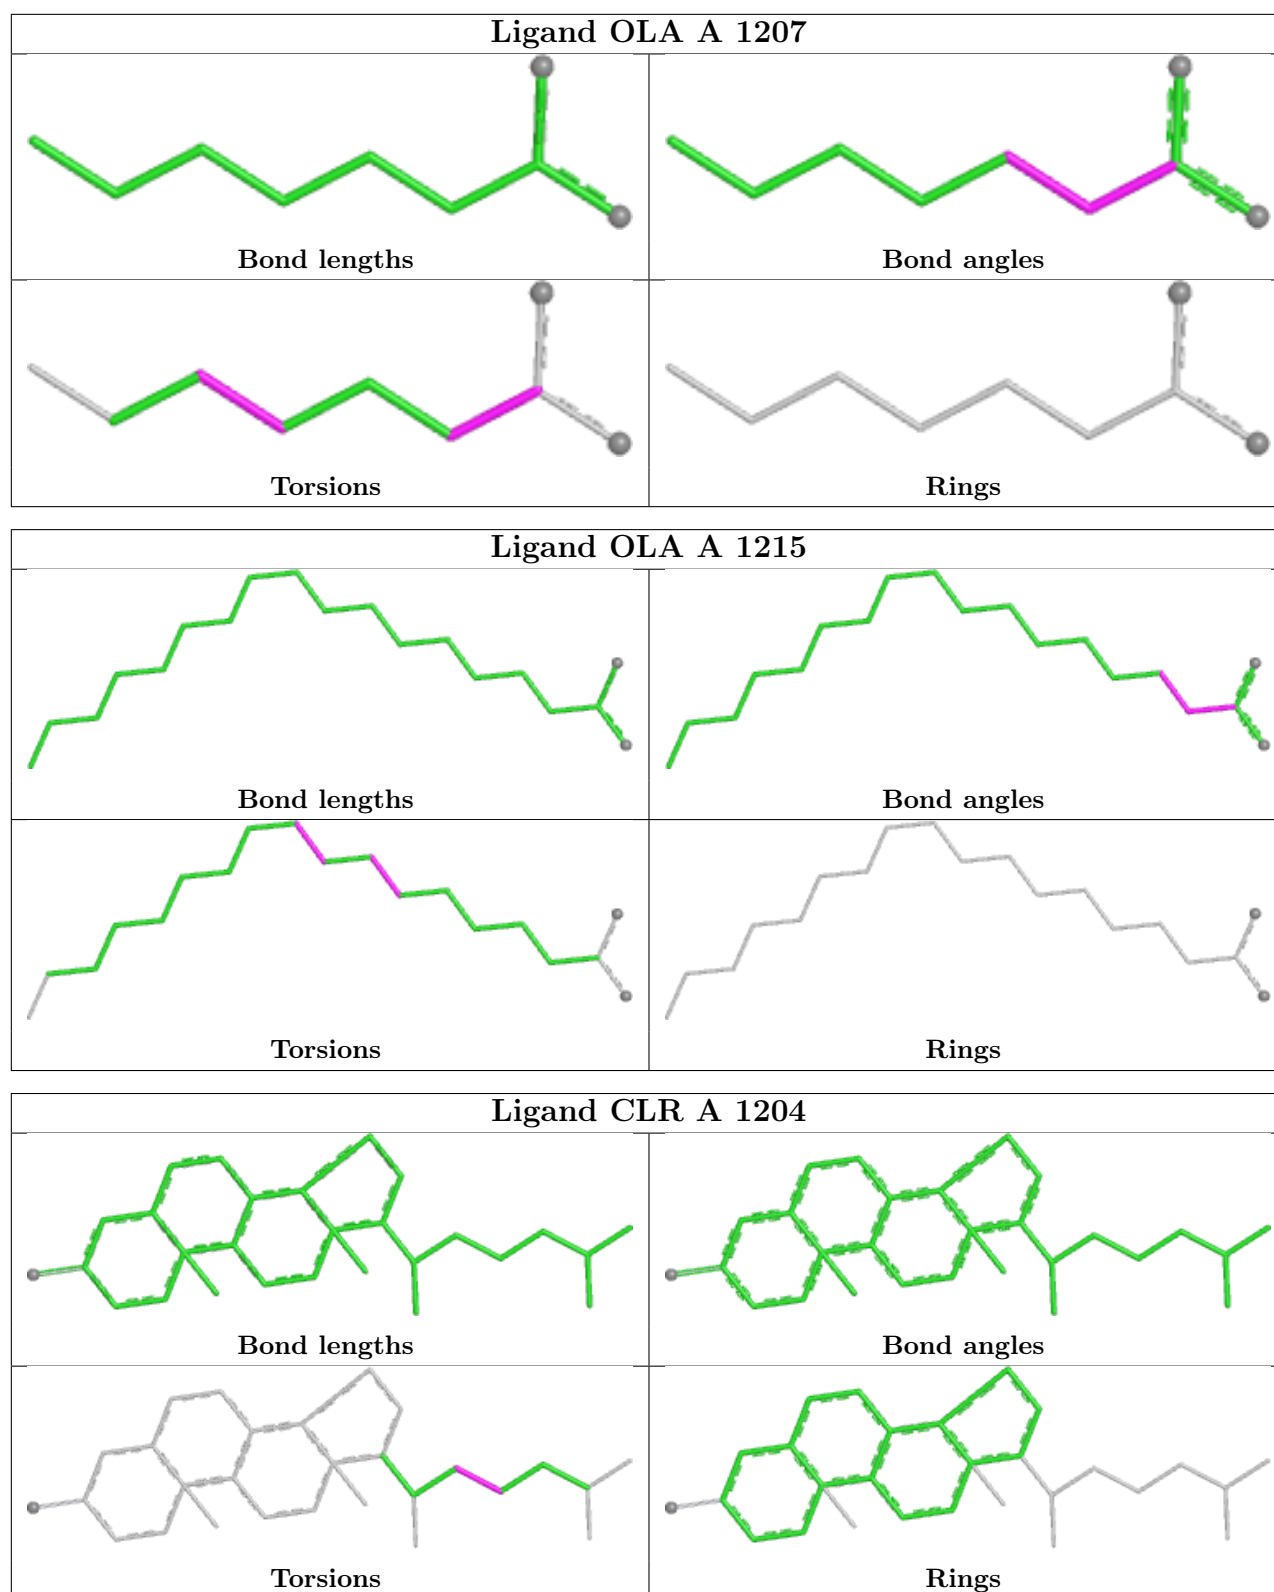 Ligand OLA A 1207
Bond lengths
Bond angles
Torsions
Rings
Ligand OLA A 1215
Bond lengths
Bond angles
Torsions
Rings
Ligand CLR A 1204
Bond lengths
Bond angles
Torsions
Rings